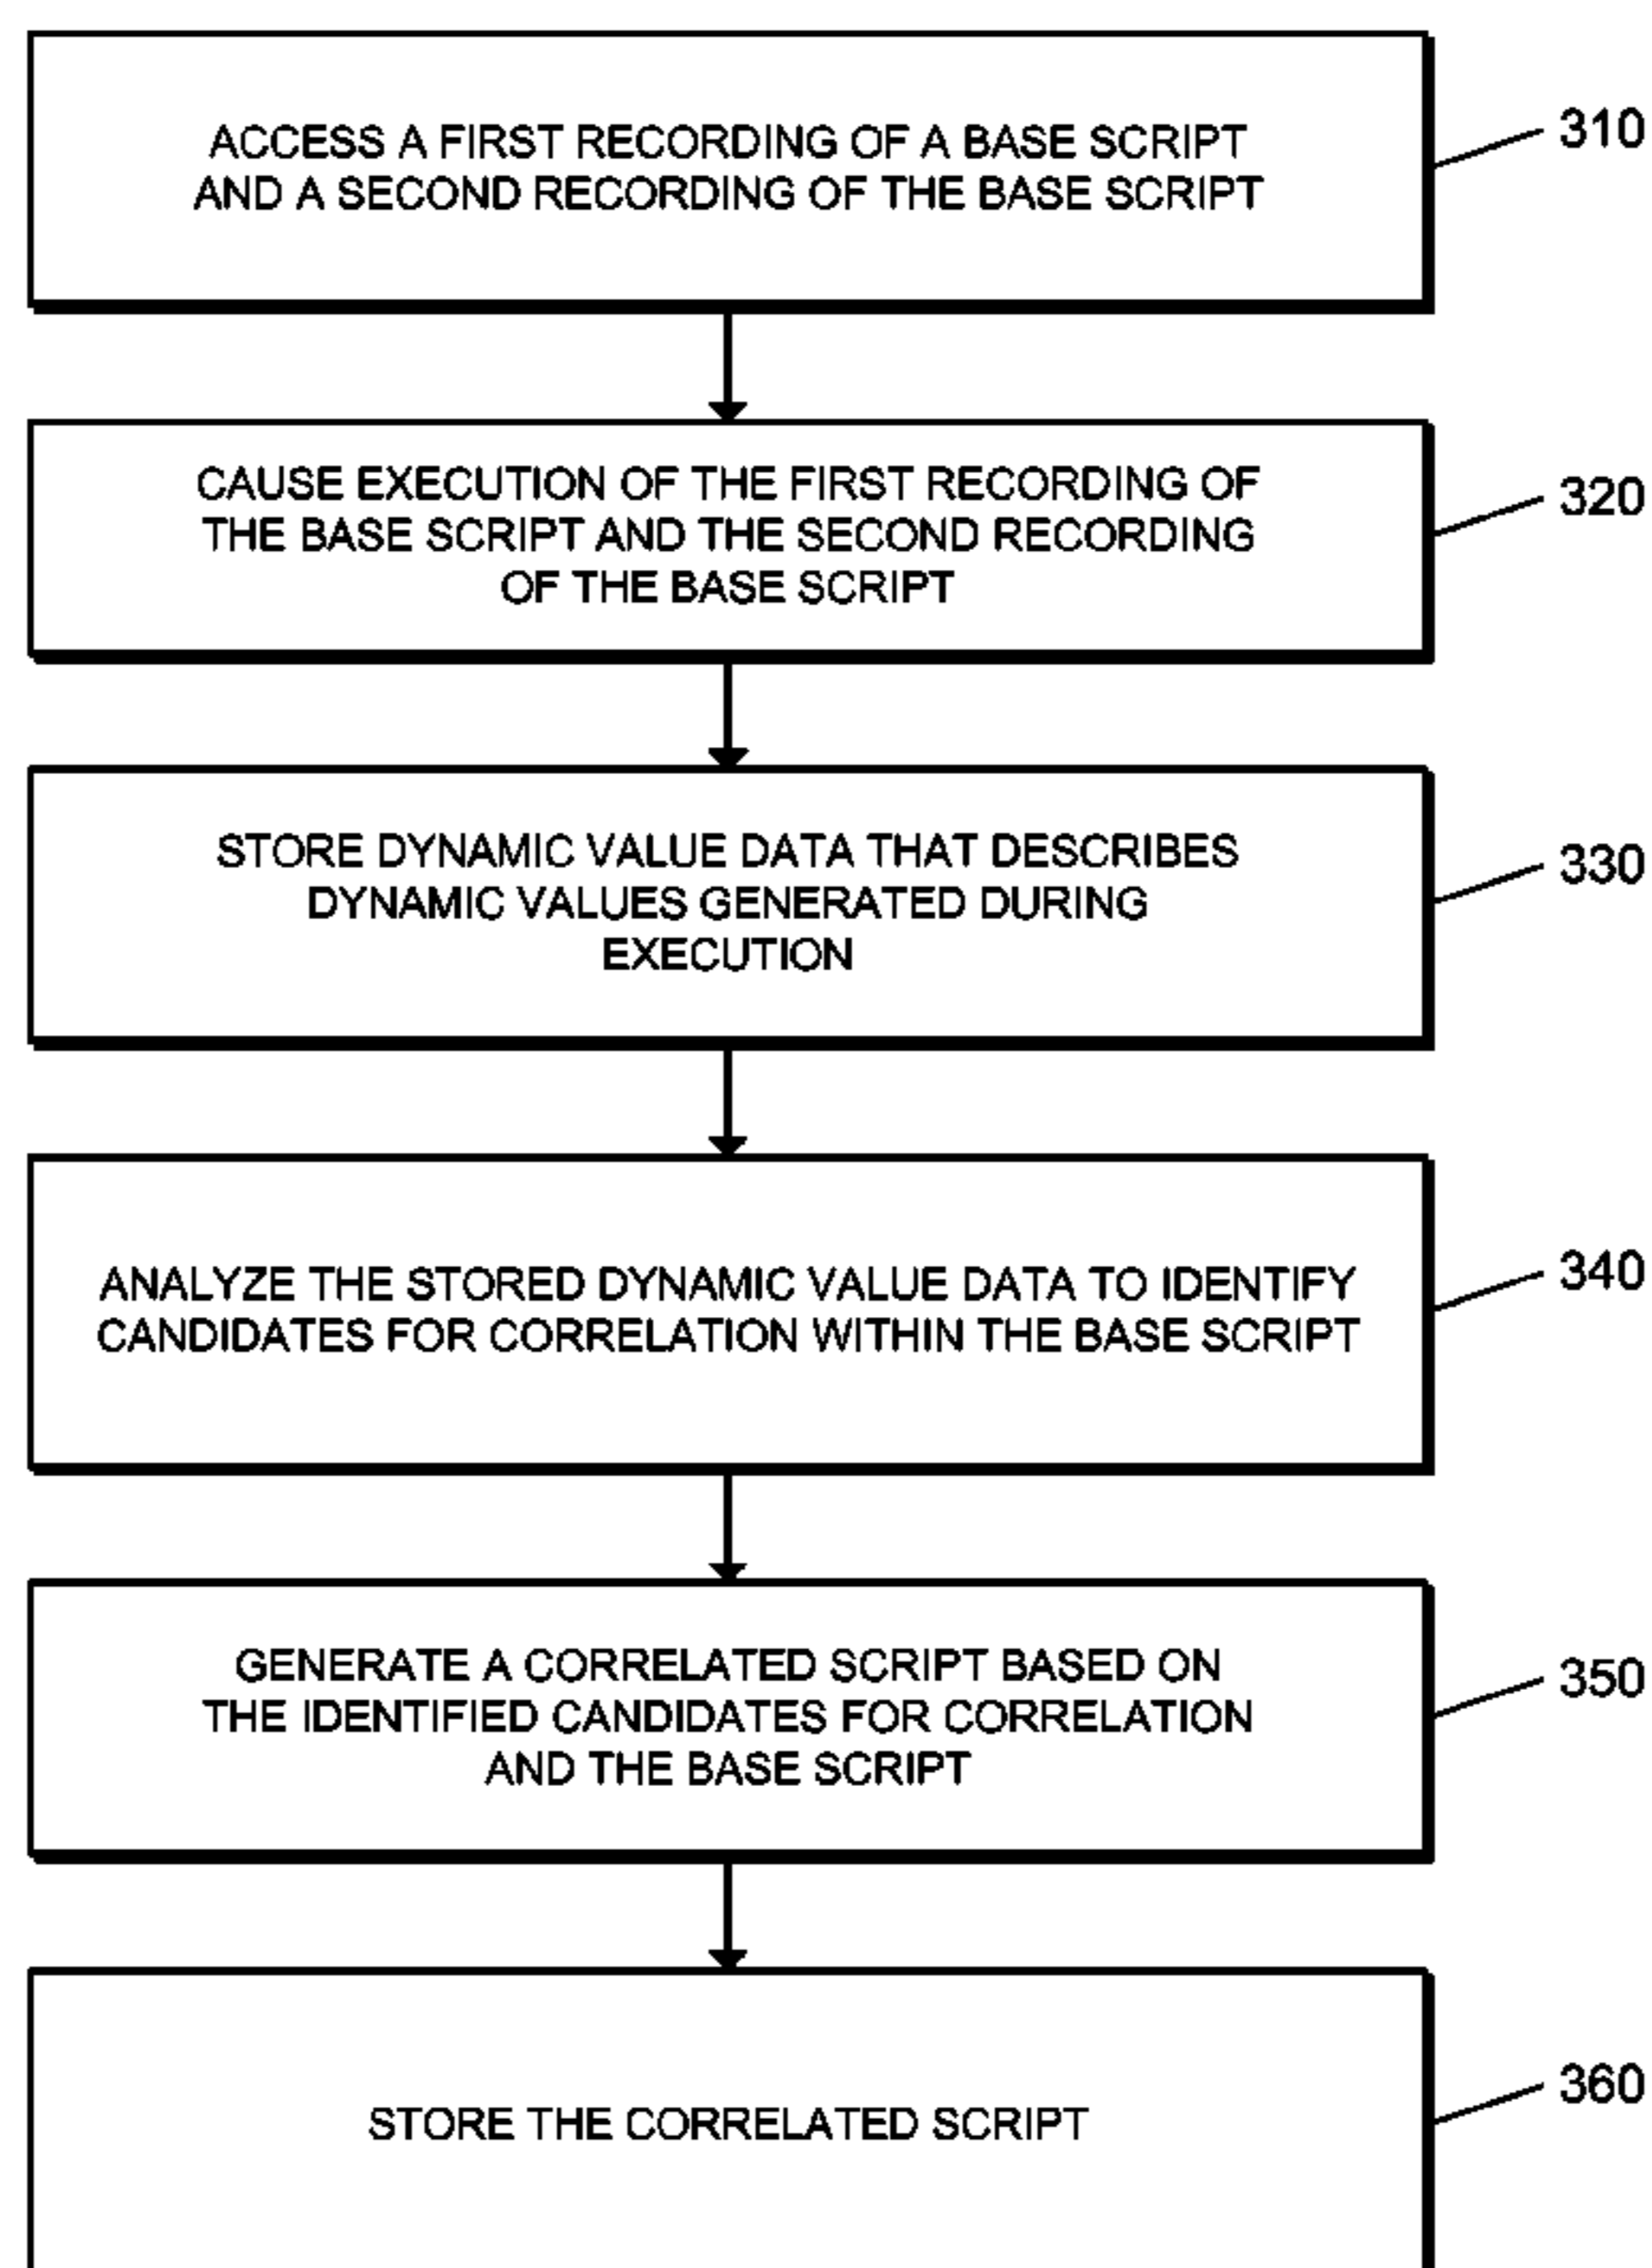 ACCESS A FIRST RECORDING OF A BASE SCRIPT
AND A SECOND RECORDING OF THE BASE SCRIPT
310
CAUSE EXECUTION OF THE FIRST RECORDING OF
THE BASE SCRIPT AND THE SECOND RECORDING
OF THE BASE SCRIPT
320
STORE DYNAMIC VALUE DATA THAT DESCRIBES
DYNAMIC VALUES GENERATED DURING
EXECUTION
330
ANALYZE THE STORED DYNAMIC VALUE DATA TO IDENTIFY
CANDIDATES FOR CORRELATION WITHIN THE BASE SCRIPT
340
GENERATE A CORRELATED SCRIPT BASED ON
THE IDENTIFIED CANDIDATES FOR CORRELATION
AND THE BASE SCRIPT
350
STORE THE CORRELATED SCRIPT
360